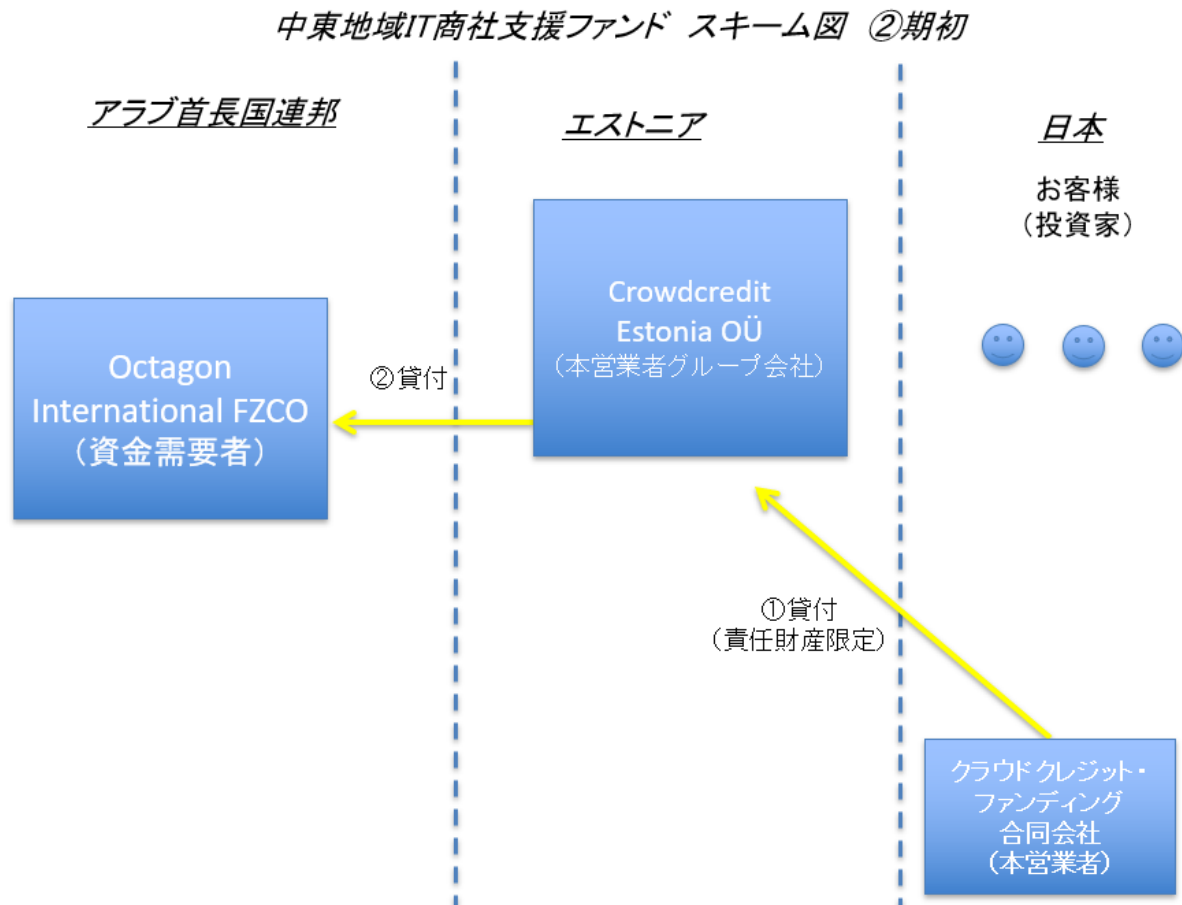 中東地域IT商社支援ファンド スキーム図 ②期初
アラブ首長国連邦
エストニア
日本
お客様
（投資家）
Crowdcredit
Estonia OÜ
（本営業者グループ会社）
Octagon
International FZCO
（資金需要者）
②貸付
①貸付
（責任財産限定）
クラウドクレジット・
ファンディング
合同会社
（本営業者）